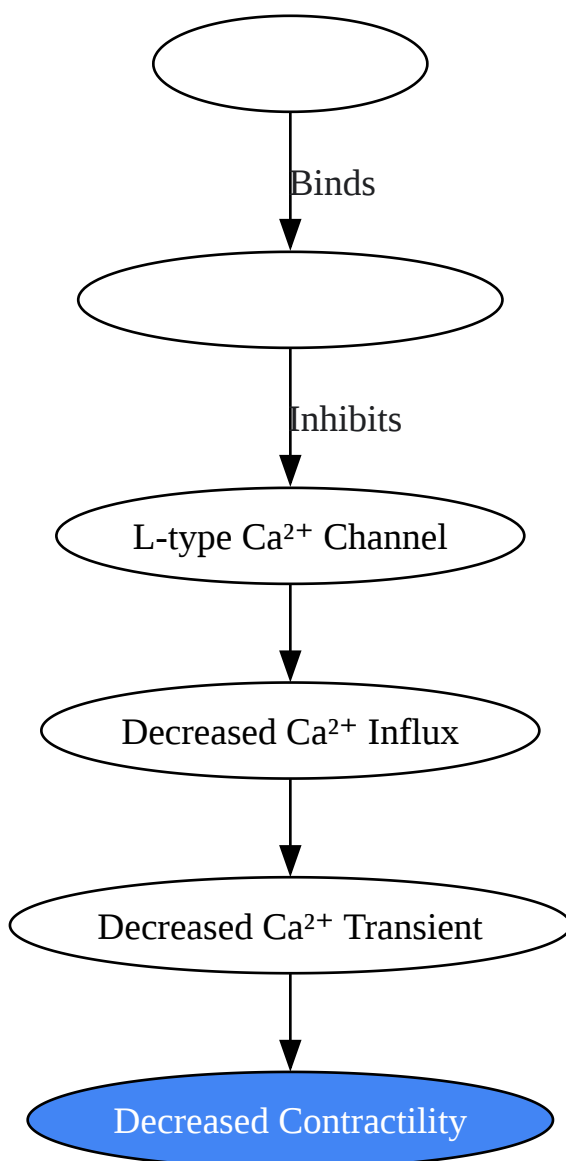 Binds
Inhibits
L-type Ca²⁺ Channel
Decreased Ca²⁺ Influx
Decreased Ca²⁺ Transient
Decreased Contractility